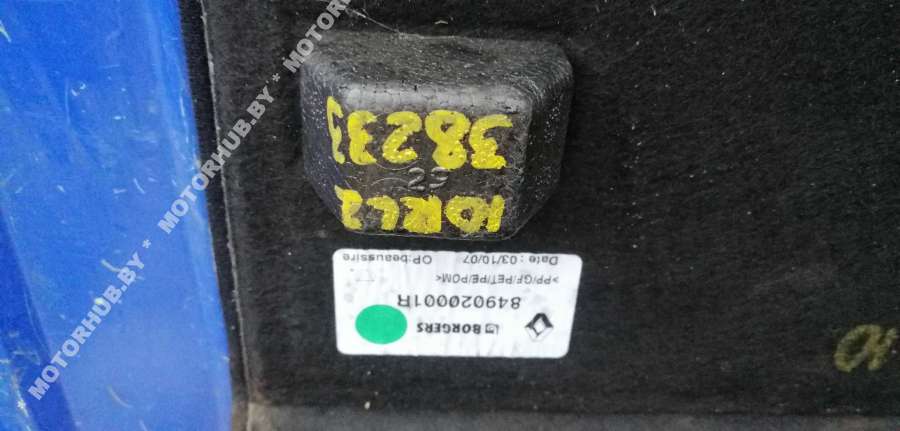 MOTORHUB.BY * MOTORHUB.BY * MOTORHUB.BY
BORGERS
849020001R
>PP/GF/PET/PE/POM<
Date : 03/10/07 OP:beaussire
38233